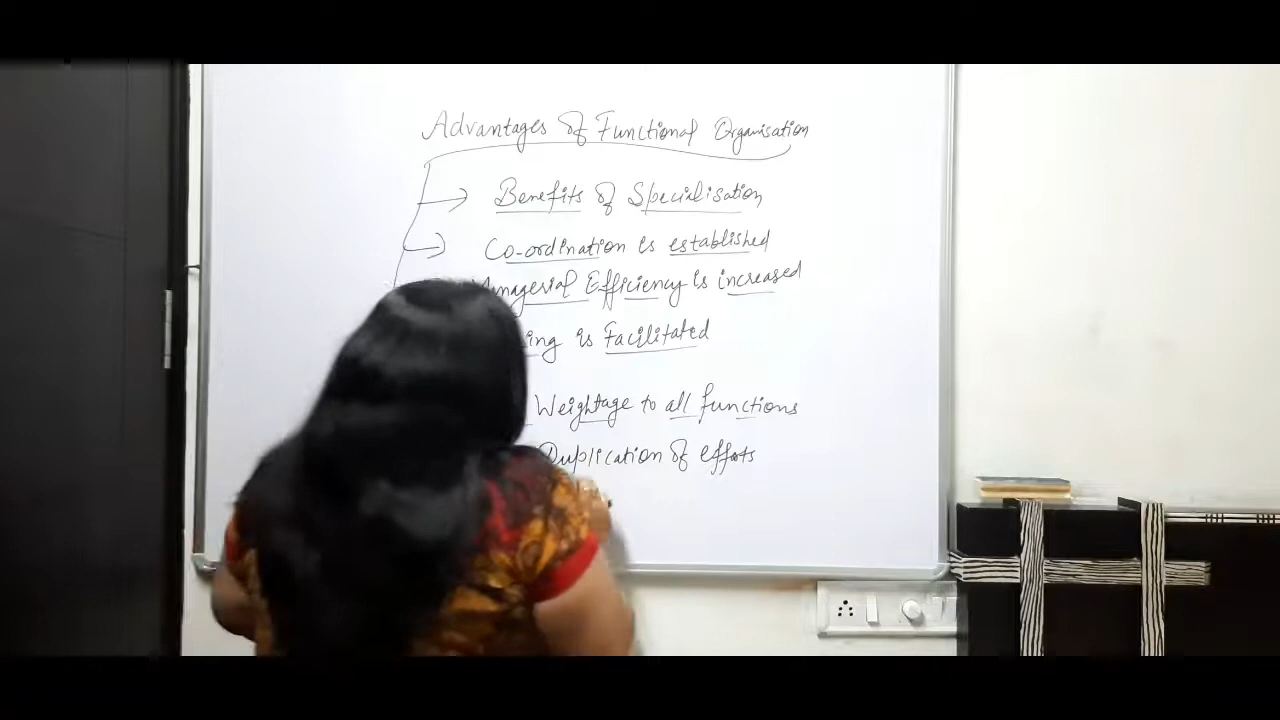 Advantages of Functional Organisation
Benefits of Specialisation
Co-ordination is established
Managerial Efficiency is increased
is Facilitated
Weightage to all functions
Duplication of efforts